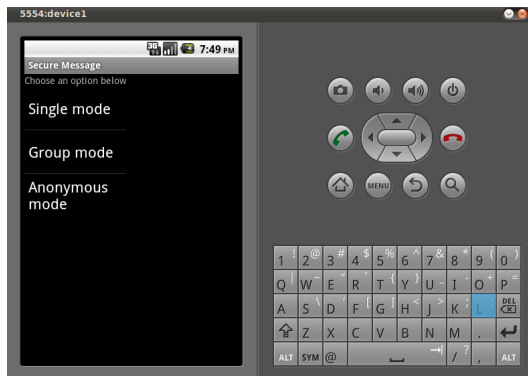 5554:device1
3G 7:49 PM
Secure Message
Choose an option below
Single mode
Group mode
Anonymous
mode
MENU
1 ! 2 @ 3 # 4 $ 5 % 6 ^ 7 & 8 * 9 ( 0 )
Q | W ~ E " R ` T { Y } U _ I - O + P =
A S \ D ' F [ G ] H < J > K ; L : DEL
Z X C V B N M .
ALT SYM @ / ? , ALT